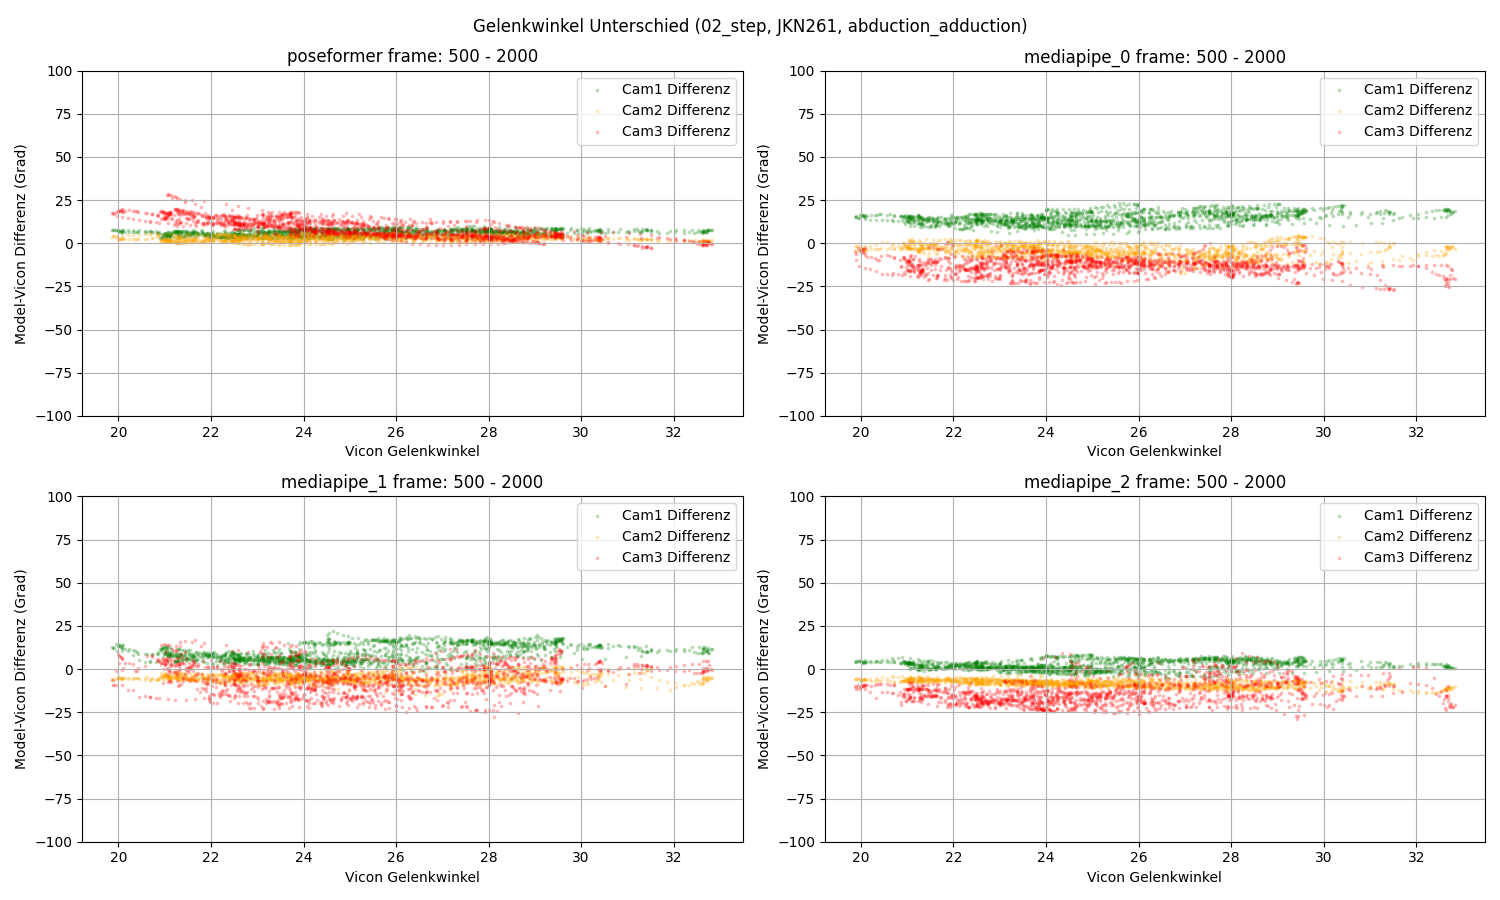 Gelenkwinkel Unterschied (02_step, JKN261, abduction_adduction)
poseformer frame: 500 - 2000
100
75
50
25
0
−25
−50
−75
−100
Model-Vicon Differenz (Grad)
Cam1 Differenz
Cam2 Differenz
Cam3 Differenz
20 22 24 26 28 30 32
Vicon Gelenkwinkel
mediapipe_0 frame: 500 - 2000
100
75
50
25
0
−25
−50
−75
−100
Model-Vicon Differenz (Grad)
Cam1 Differenz
Cam2 Differenz
Cam3 Differenz
20 22 24 26 28 30 32
Vicon Gelenkwinkel
mediapipe_1 frame: 500 - 2000
100
75
50
25
0
−25
−50
−75
−100
Model-Vicon Differenz (Grad)
Cam1 Differenz
Cam2 Differenz
Cam3 Differenz
20 22 24 26 28 30 32
Vicon Gelenkwinkel
mediapipe_2 frame: 500 - 2000
100
75
50
25
0
−25
−50
−75
−100
Model-Vicon Differenz (Grad)
Cam1 Differenz
Cam2 Differenz
Cam3 Differenz
20 22 24 26 28 30 32
Vicon Gelenkwinkel